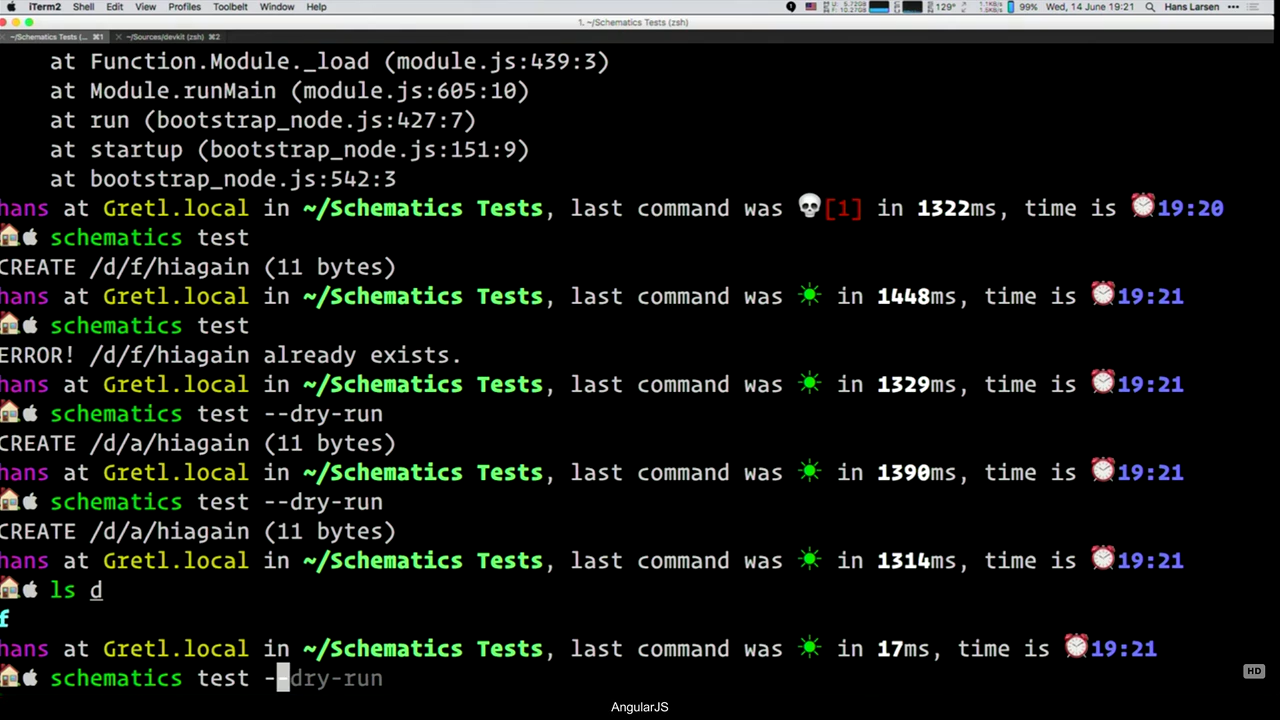 iTerm2 Shell Edit View Profiles Toolbelt Window Help 129° 99% Wed, 14 June 19:21 Hans Larsen
1. ~/Schematics Tests (zsh)
~/Schematics Tests (... ⌘1 ~/Sources/devkit (zsh) ⌘2
at Function.Module._load (module.js:439:3)
at Module.runMain (module.js:605:10)
at run (bootstrap_node.js:427:7)
at startup (bootstrap_node.js:151:9)
at bootstrap_node.js:542:3
hans at Gretl.local in ~/Schematics Tests, last command was 💀[1] in 1322ms, time is ⏰19:20
schematics test
CREATE /d/f/hiagain (11 bytes)
hans at Gretl.local in ~/Schematics Tests, last command was ☀ in 1448ms, time is ⏰19:21
schematics test
ERROR! /d/f/hiagain already exists.
hans at Gretl.local in ~/Schematics Tests, last command was ☀ in 1329ms, time is ⏰19:21
schematics test --dry-run
CREATE /d/a/hiagain (11 bytes)
hans at Gretl.local in ~/Schematics Tests, last command was ☀ in 1390ms, time is ⏰19:21
schematics test --dry-run
CREATE /d/a/hiagain (11 bytes)
hans at Gretl.local in ~/Schematics Tests, last command was ☀ in 1314ms, time is ⏰19:21
ls d
f
hans at Gretl.local in ~/Schematics Tests, last command was ☀ in 17ms, time is ⏰19:21
schematics test --dry-run
HD
AngularJS